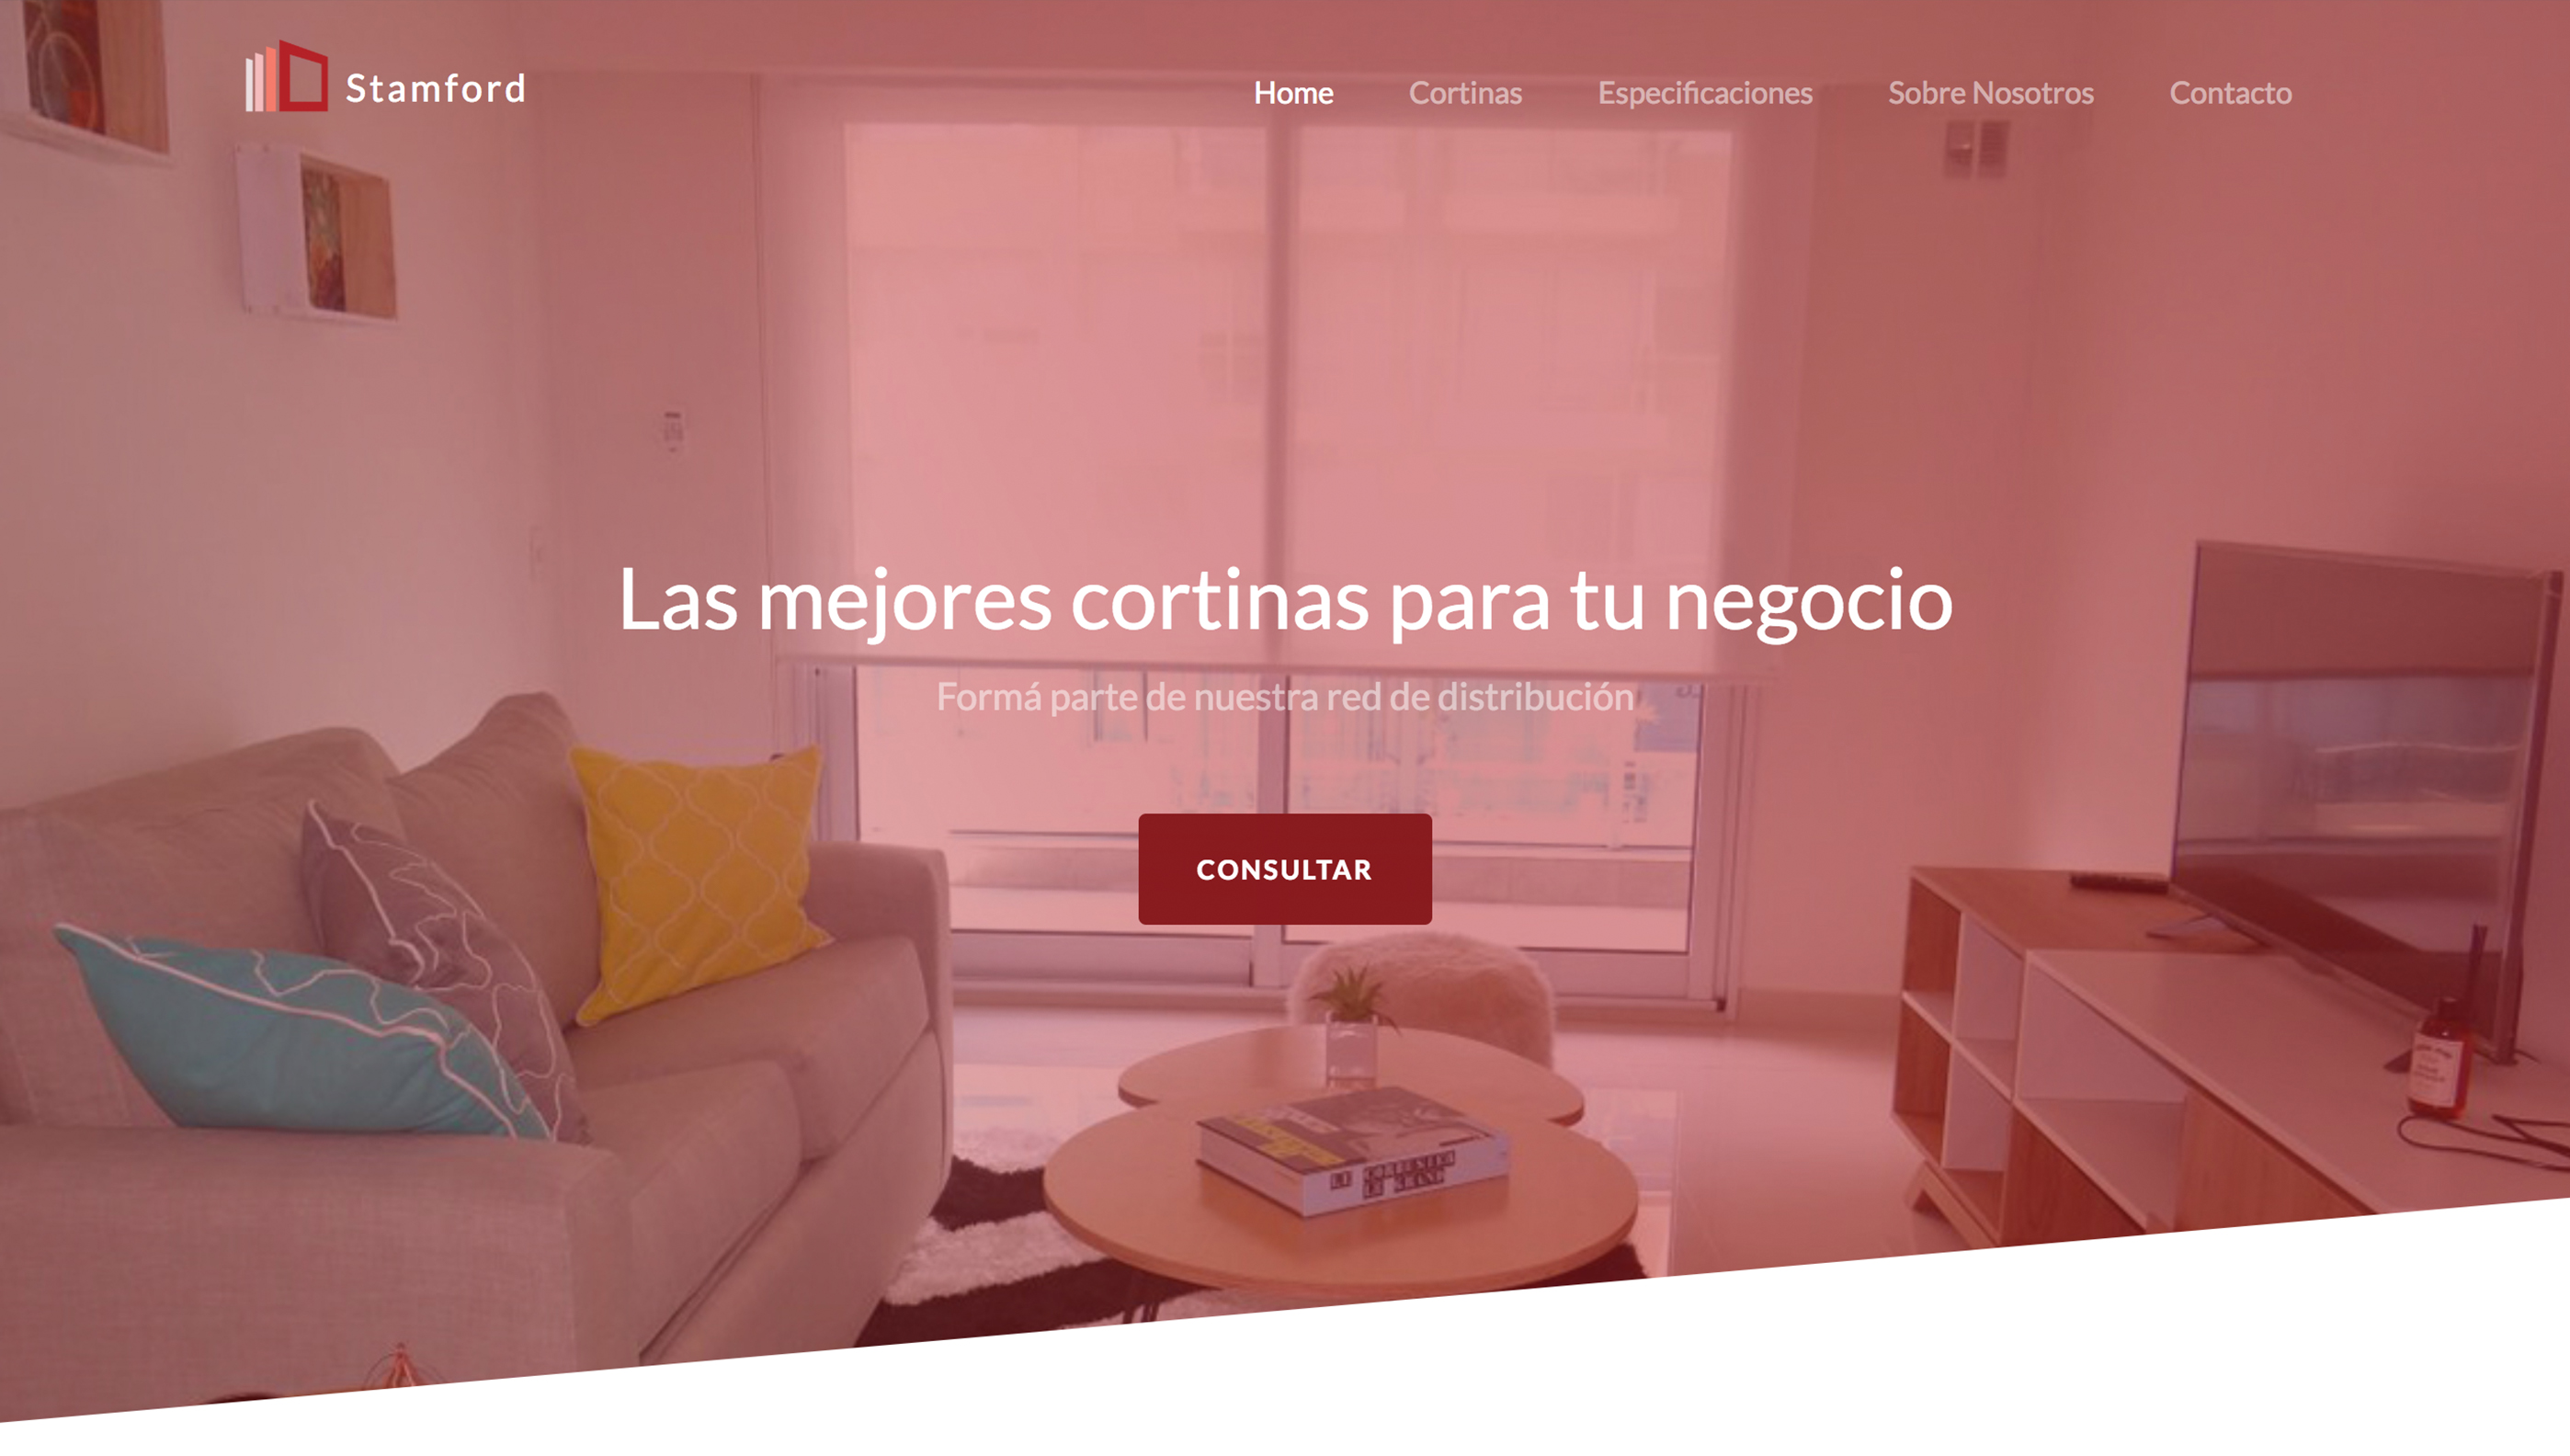 Stamford
Home Cortinas Especificaciones Sobre Nosotros Contacto
Las mejores cortinas para tu negocio
Formá parte de nuestra red de distribución
CONSULTAR